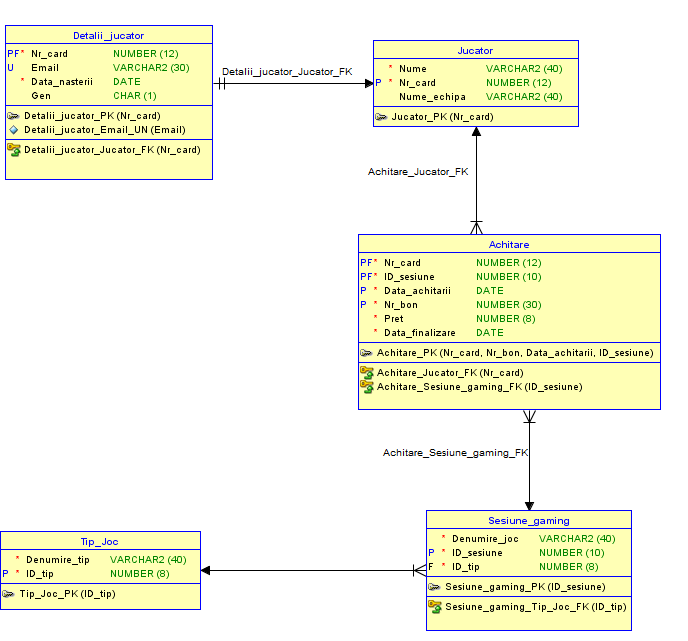 Detalii_jucator
PF* Nr_card NUMBER (12)
U Email VARCHAR2 (30)
* Data_nasterii DATE
Gen CHAR (1)
Detalii_jucator_PK (Nr_card)
Detalii_jucator_Email_UN (Email)
Detalii_jucator_Jucator_FK (Nr_card)
Detalii_jucator_Jucator_FK
Jucator
* Nume VARCHAR2 (40)
P * Nr_card NUMBER (12)
Nume_echipa VARCHAR2 (40)
Jucator_PK (Nr_card)
Achitare_Jucator_FK
Achitare
PF* Nr_card NUMBER (12)
PF* ID_sesiune NUMBER (10)
P * Data_achitarii DATE
P * Nr_bon NUMBER (30)
* Pret NUMBER (8)
* Data_finalizare DATE
Achitare_PK (Nr_card, Nr_bon, Data_achitarii, ID_sesiune)
Achitare_Jucator_FK (Nr_card)
Achitare_Sesiune_gaming_FK (ID_sesiune)
Achitare_Sesiune_gaming_FK
Sesiune_gaming
* Denumire_joc VARCHAR2 (40)
P * ID_sesiune NUMBER (10)
F * ID_tip NUMBER (8)
Sesiune_gaming_PK (ID_sesiune)
Sesiune_gaming_Tip_Joc_FK (ID_tip)
Tip_Joc
* Denumire_tip VARCHAR2 (40)
P * ID_tip NUMBER (8)
Tip_Joc_PK (ID_tip)